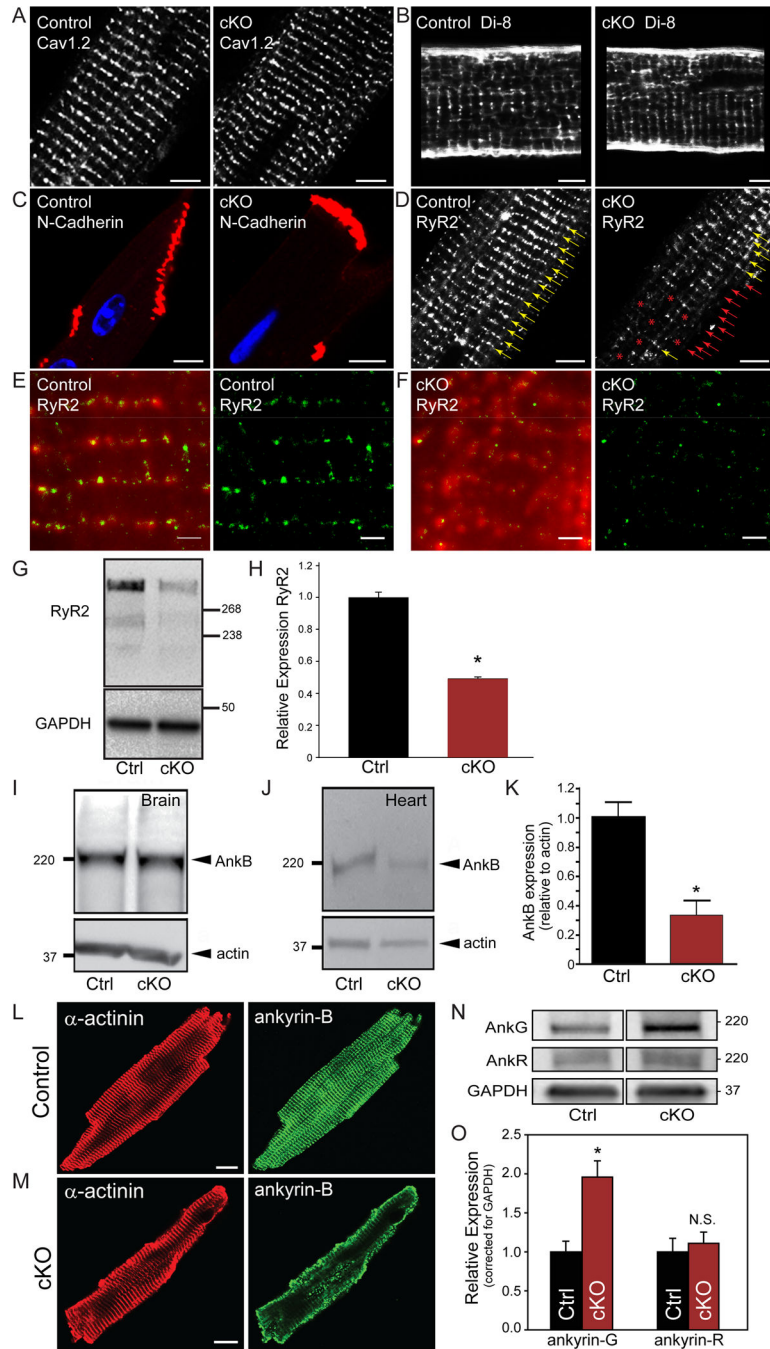 A
Control
Cav1.2
cKO
Cav1.2
B
Control Di-8
cKO Di-8
C
Control
N-Cadherin
cKO
N-Cadherin
D
Control
RyR2
cKO
RyR2
*
*
*
*
*
*
*
*
E
Control
RyR2
Control
RyR2
F
cKO
RyR2
cKO
RyR2
G
RyR2
268
238
GAPDH
50
Ctrl
cKO
H
Relative Expression RyR2
1.2
1.0
0.8
0.6
0.4
0.2
0
*
Ctrl
cKO
I
Brain
220
AnkB
37
actin
Ctrl
cKO
J
Heart
220
AnkB
37
actin
Ctrl
cKO
K
AnkB expression
(relative to actin)
1.2
1.0
0.8
0.6
0.4
0.2
0
*
Ctrl
cKO
L
Control
α-actinin
ankyrin-B
M
cKO
α-actinin
ankyrin-B
N
AnkG
220
AnkR
220
GAPDH
37
Ctrl
cKO
O
Relative Expression
(corrected for GAPDH)
2.5
2.0
1.5
1.0
0.5
0.0
*
N.S.
Ctrl
cKO
Ctrl
cKO
ankyrin-G
ankyrin-R